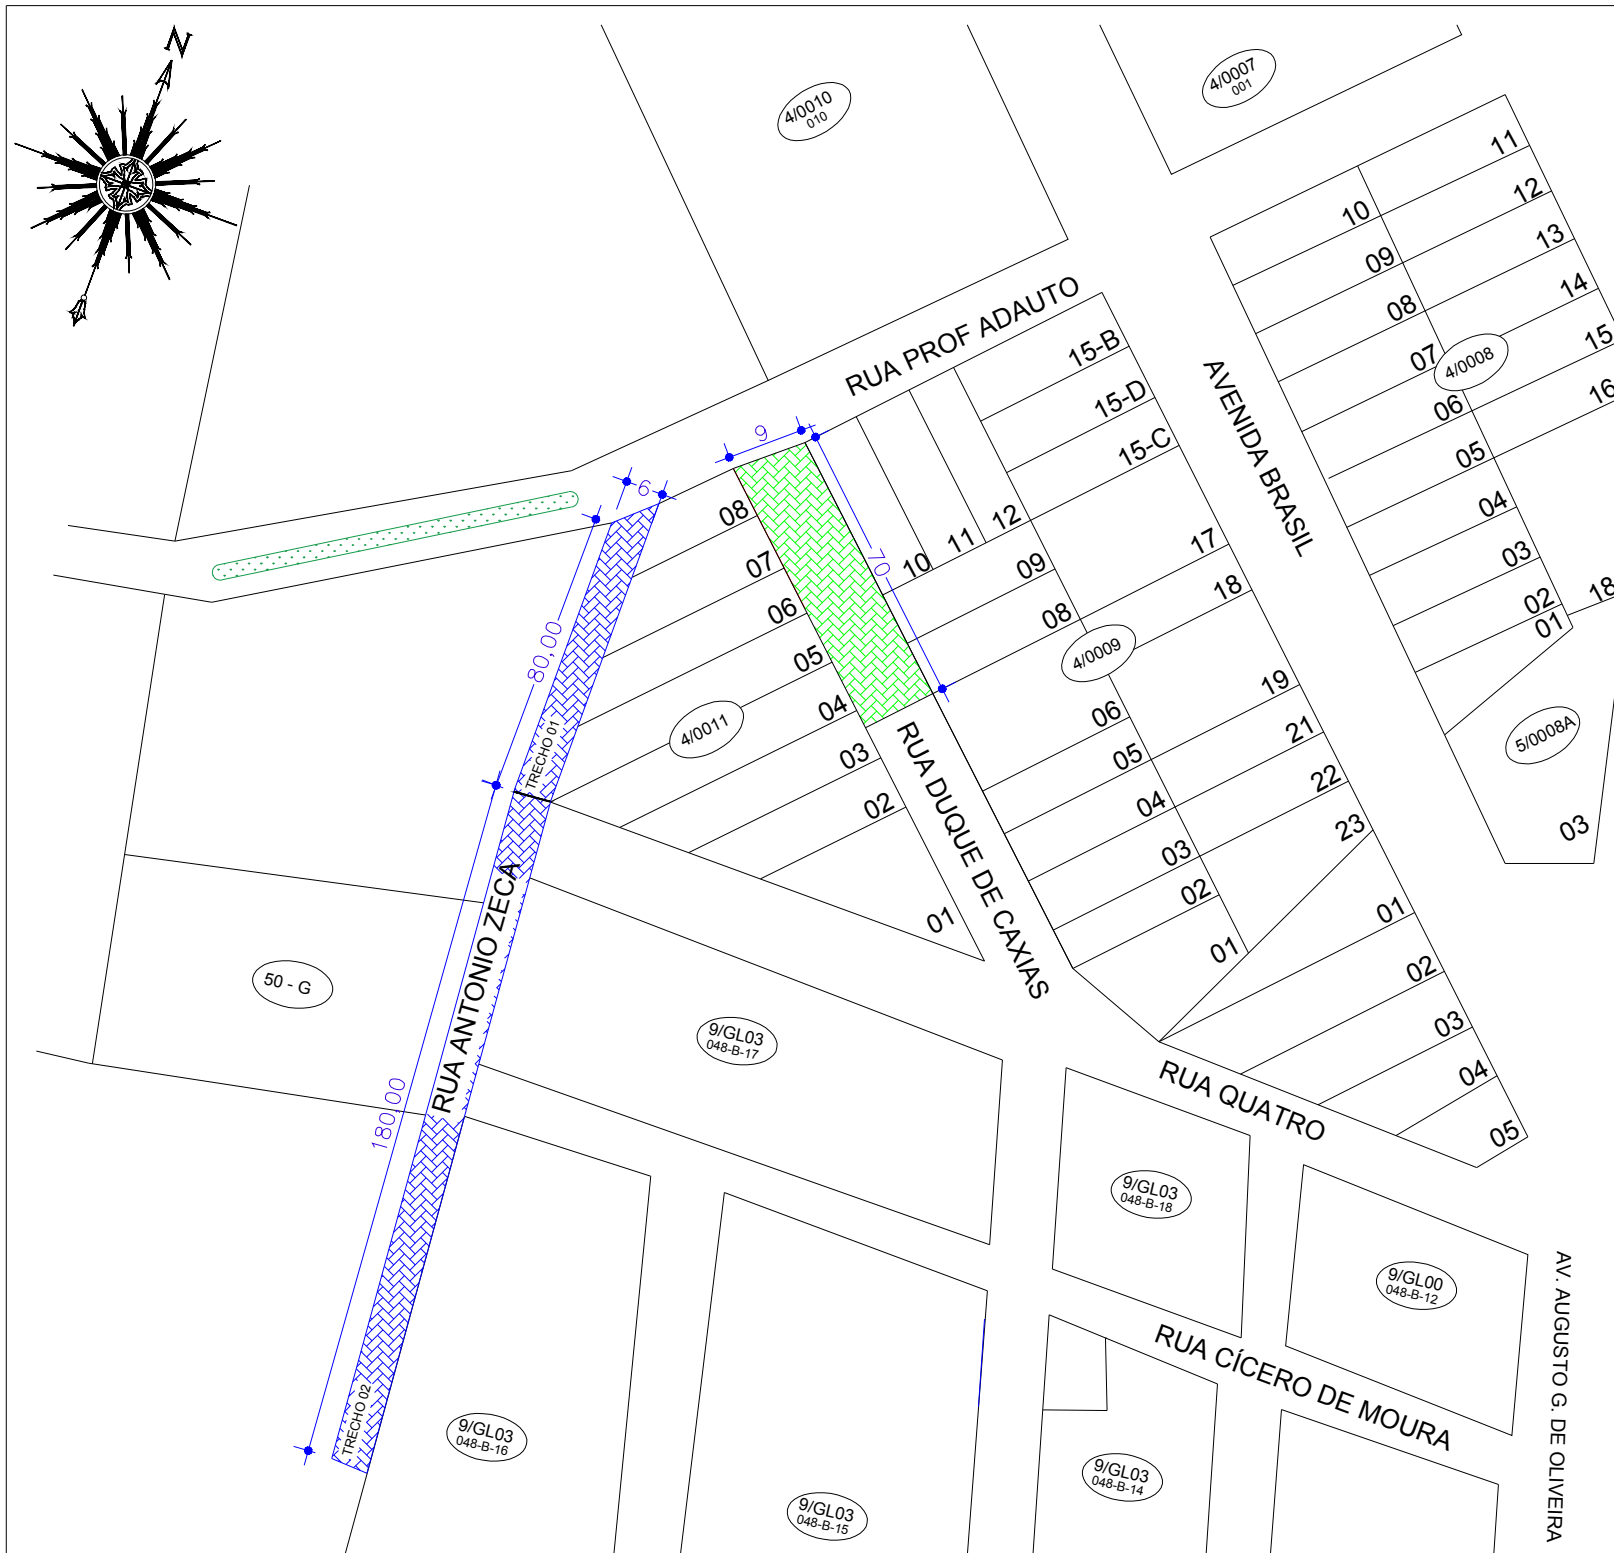 N
4/0010
010
4/0007
001
11
12
13
14
15
16
10
09
08
07
06
05
04
03
02
01
18
4/0008
5/0008A
03
RUA PROF ADAUTO
AVENIDA BRASIL
15-B
15-D
15-C
17
18
19
21
22
23
12
11
10
09
08
4/0009
06
05
04
03
02
01
01
02
03
04
05
9
6
70
08
07
06
05
04
03
02
01
4/0011
RUA DUQUE DE CAXIAS
80,00
TRECHO 01
RUA ANTONIO ZECA
180,00
TRECHO 02
50 - G
9/GL03
048-B-17
RUA QUATRO
9/GL03
048-B-18
9/GL00
048-B-12
RUA CÍCERO DE MOURA
AV. AUGUSTO G. DE OLIVEIRA
9/GL03
048-B-16
9/GL03
048-B-15
9/GL03
048-B-14